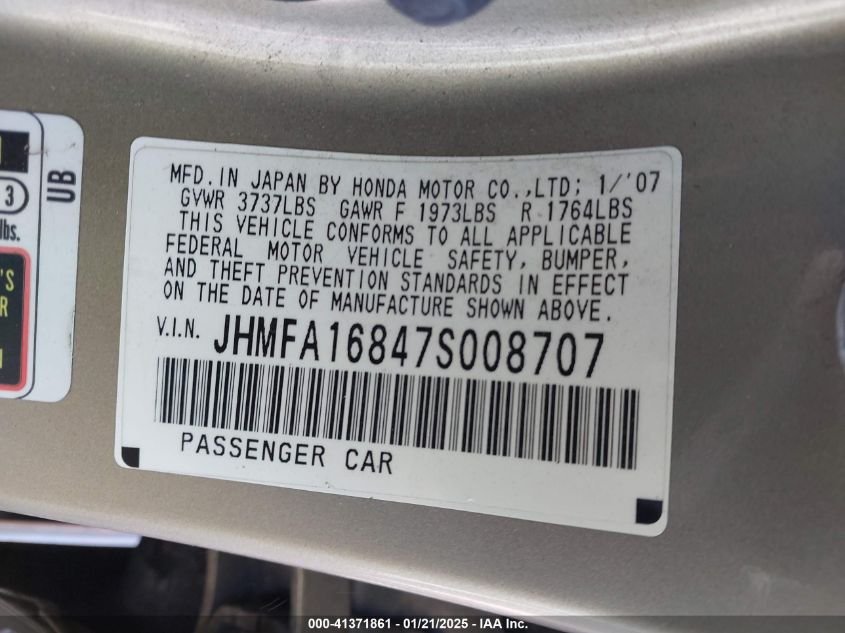 3
lbs.
'S
R
UB
MFD. IN JAPAN BY HONDA MOTOR CO.,LTD; 1/'07
GVWR 3737LBS GAWR F 1973LBS R 1764LBS
THIS VEHICLE CONFORMS TO ALL APPLICABLE
FEDERAL MOTOR VEHICLE SAFETY, BUMPER,
AND THEFT PREVENTION STANDARDS IN EFFECT
ON THE DATE OF MANUFACTURE SHOWN ABOVE.
V.I.N. JHMFA16847S008707
PASSENGER CAR
000-41371861 / 01/21/2025 - IAA Inc.